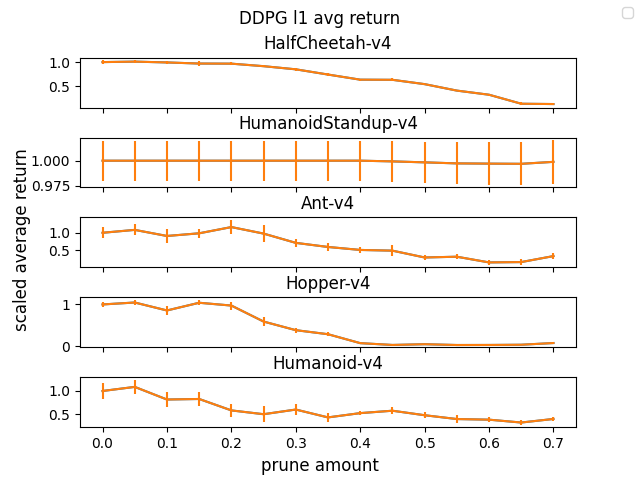 DDPG l1 avg return
HalfCheetah-v4
1.0
0.5
HumanoidStandup-v4
1.000
0.975
Ant-v4
1.0
0.5
Hopper-v4
1
0
Humanoid-v4
1.0
0.5
0.0 0.1 0.2 0.3 0.4 0.5 0.6 0.7
prune amount
scaled average return